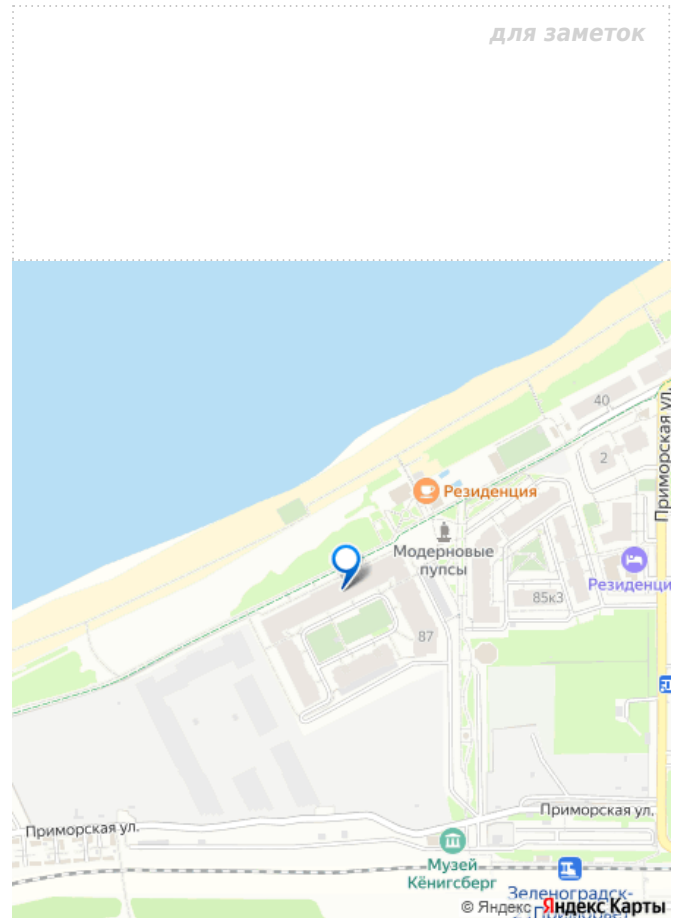 для заметок
40
Приморская ул.
2
Резиденция
Модерновые
пупсы
Резиденци
85к3
87
Приморская ул.
Приморская ул.
Музей
Кёнигсберг
Зеленоградск-
© Яндекс Яндекс Карты